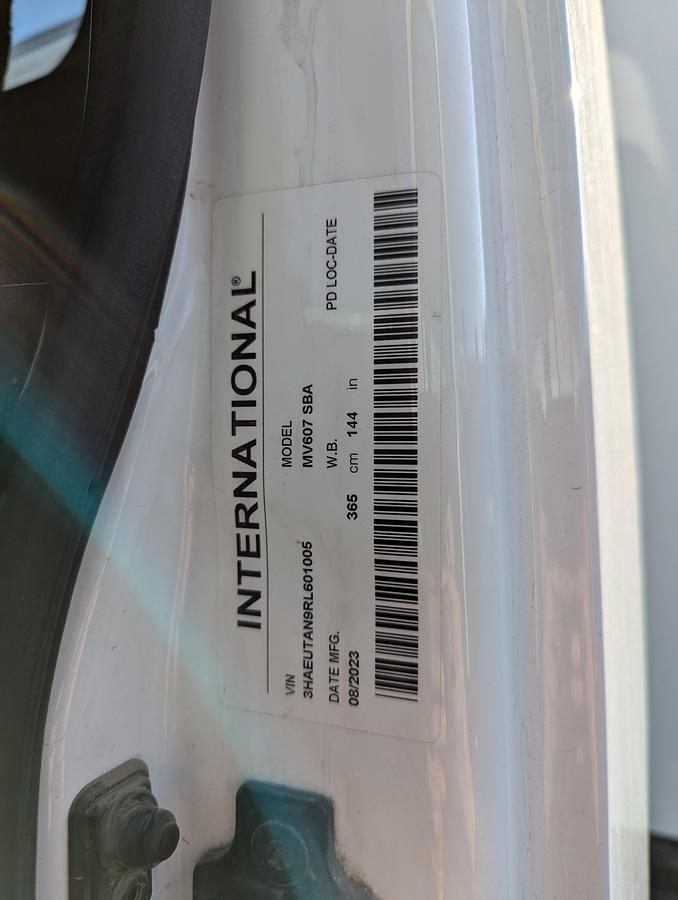 INTERNATIONAL®
VIN MODEL
3HAEUTAN9RL601005 MV607 SBA
DATE MFG. W.B. PD LOC-DATE
08/2023 365 cm 144 in